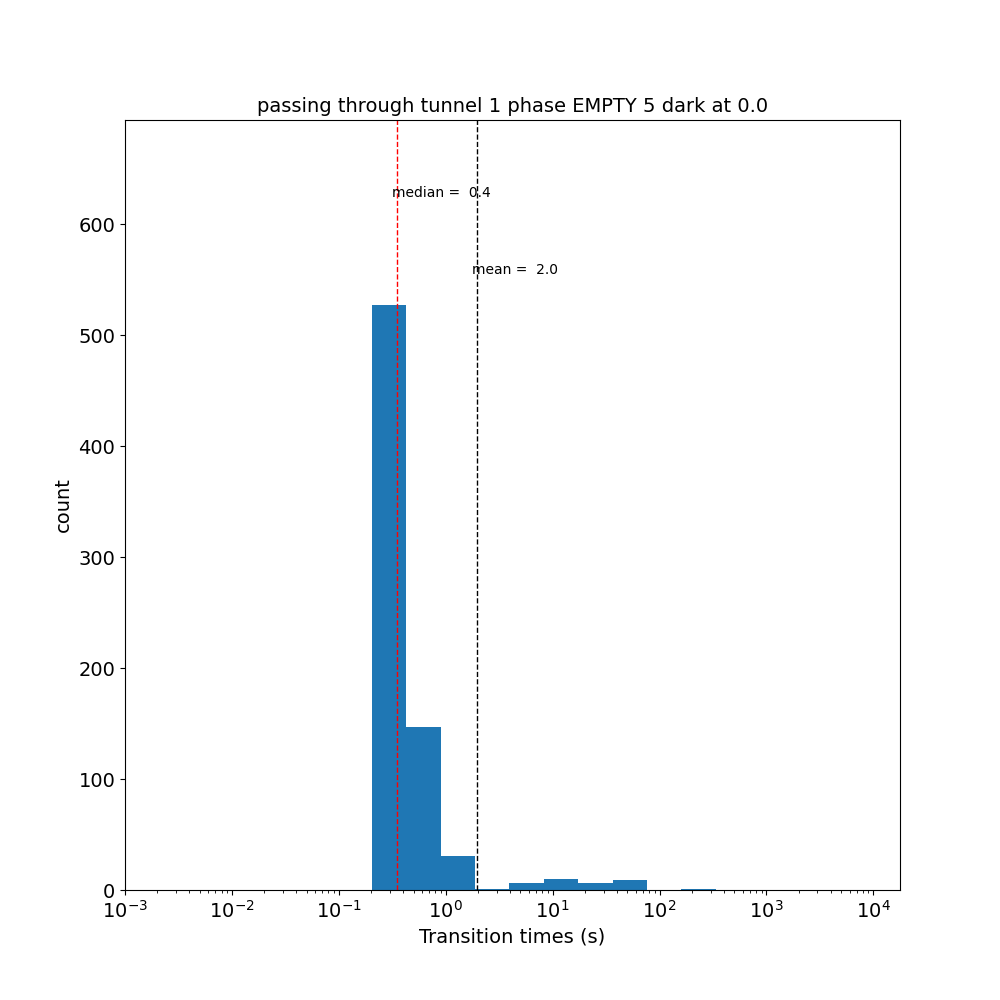 passing through tunnel 1 phase EMPTY 5 dark at 0.0
median =  0.4
mean =  2.0
600
500
400
300
200
100
0
count
10⁻³ 10⁻² 10⁻¹ 10⁰ 10¹ 10² 10³ 10⁴
Transition times (s)